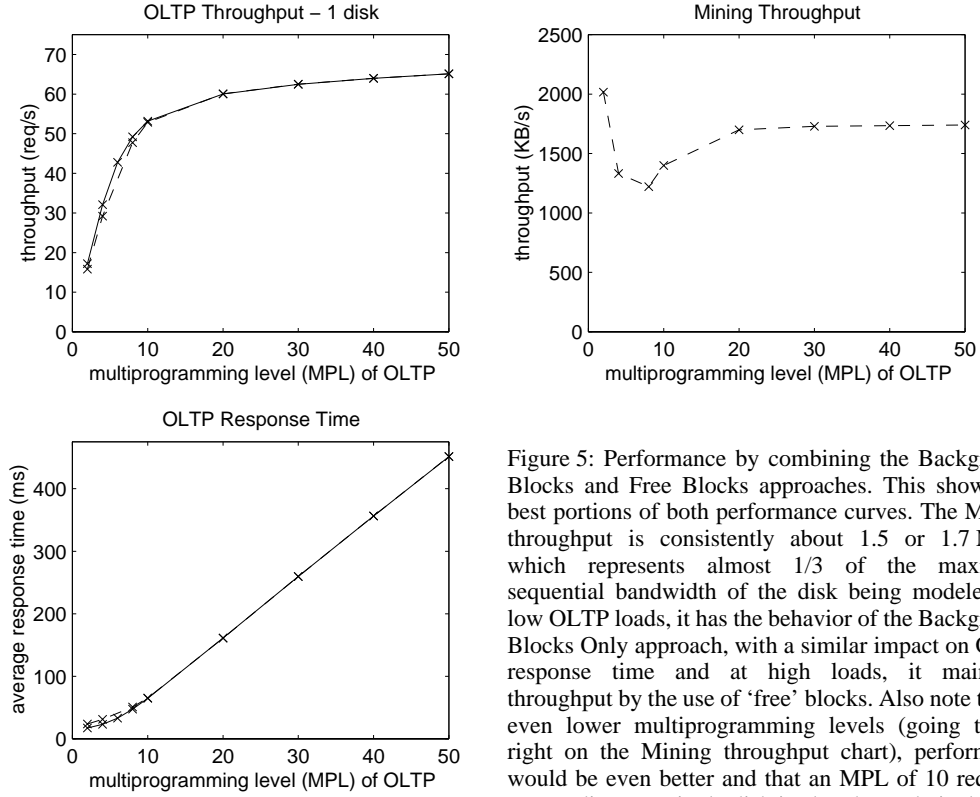 OLTP Throughput – 1 disk
throughput (req/s)
70
60
50
40
30
20
10
0
0 10 20 30 40 50
multiprogramming level (MPL) of OLTP
Mining Throughput
throughput (KB/s)
2500
2000
1500
1000
500
0
0 10 20 30 40 50
multiprogramming level (MPL) of OLTP
OLTP Response Time
average response time (ms)
400
300
200
100
0
0 10 20 30 40 50
multiprogramming level (MPL) of OLTP
Figure 5: Performance by combining the Backg
Blocks and Free Blocks approaches. This show
best portions of both performance curves. The M
throughput is consistently about 1.5 or 1.7
which represents almost 1/3 of the max
sequential bandwidth of the disk being modele
low OLTP loads, it has the behavior of the Backg
Blocks Only approach, with a similar impact on
response time and at high loads, it main
throughput by the use of ‘free’ blocks. Also note t
even lower multiprogramming levels (going t
right on the Mining throughput chart), perform
would be even better and that an MPL of 10 req